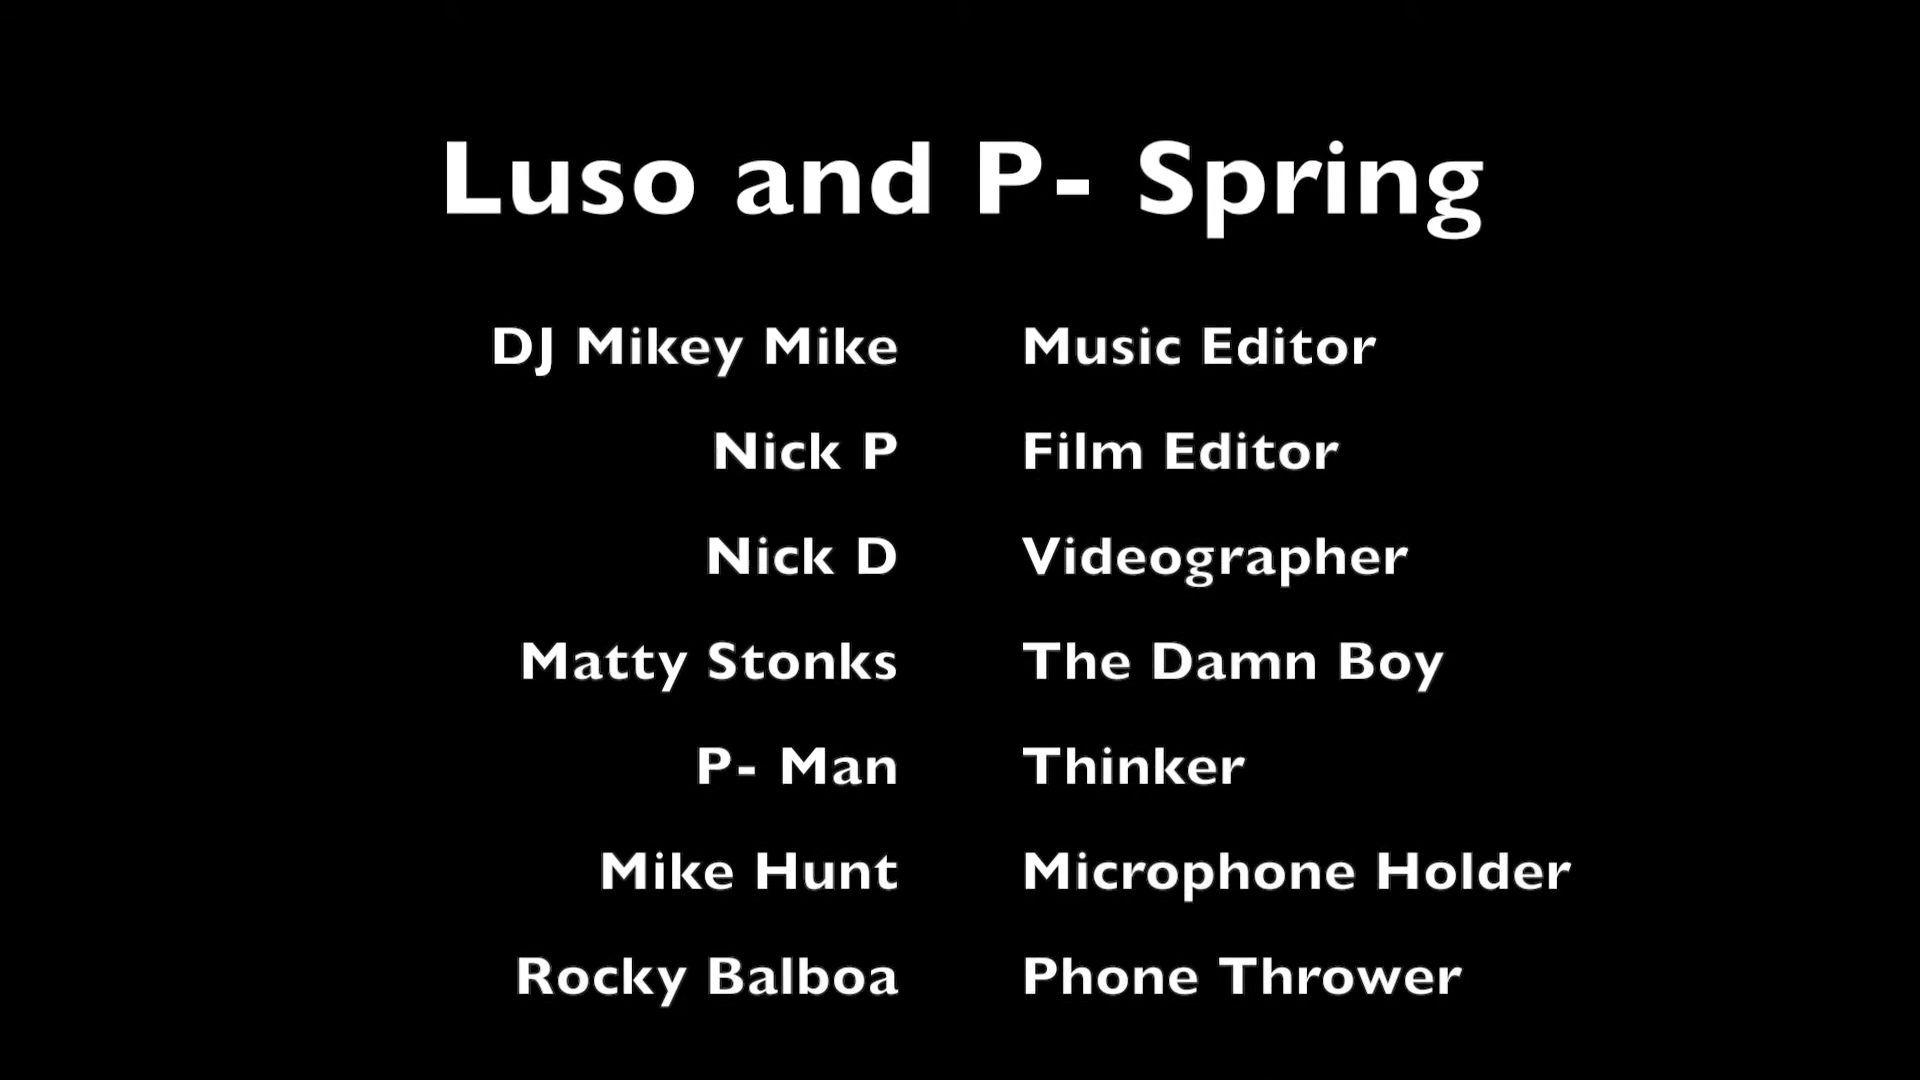 Luso and P- Spring
DJ Mikey Mike Music Editor
Nick P Film Editor
Nick D Videographer
Matty Stonks The Damn Boy
P- Man Thinker
Mike Hunt Microphone Holder
Rocky Balboa Phone Thrower